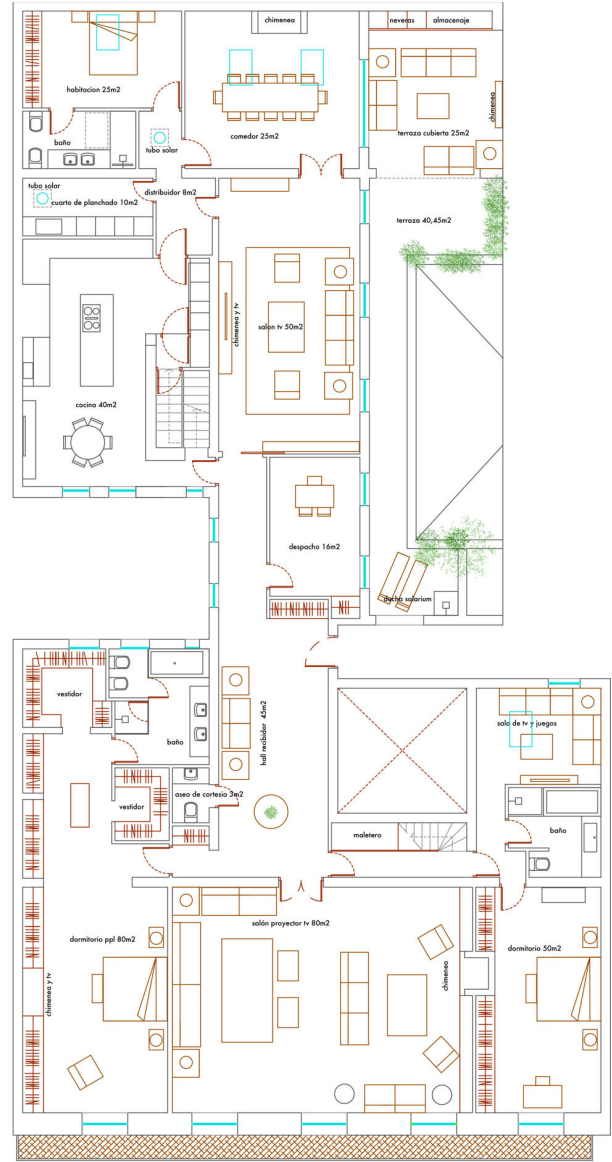 chimenea
neveras almacenaje
habitacion 25m2
chimenea
comedor 25m2
terraza cubierta 25m2
baño
tubo solar
tubo solar
distribuidor 8m2
cuarto de planchado 10m2
terraza 40,45m2
chimenea y tv
salon tv 50m2
cocina 40m2
despacho 16m2
ducha solarium
vestidor
hall recibidor 45m2
sala de tv y juegos
baño
aseo de cortesia 3m2
vestidor
maletero
baño
salón proyector tv 80m2
dormitorio ppl 80m2
dormitorio 50m2
chimenea y tv
chimenea